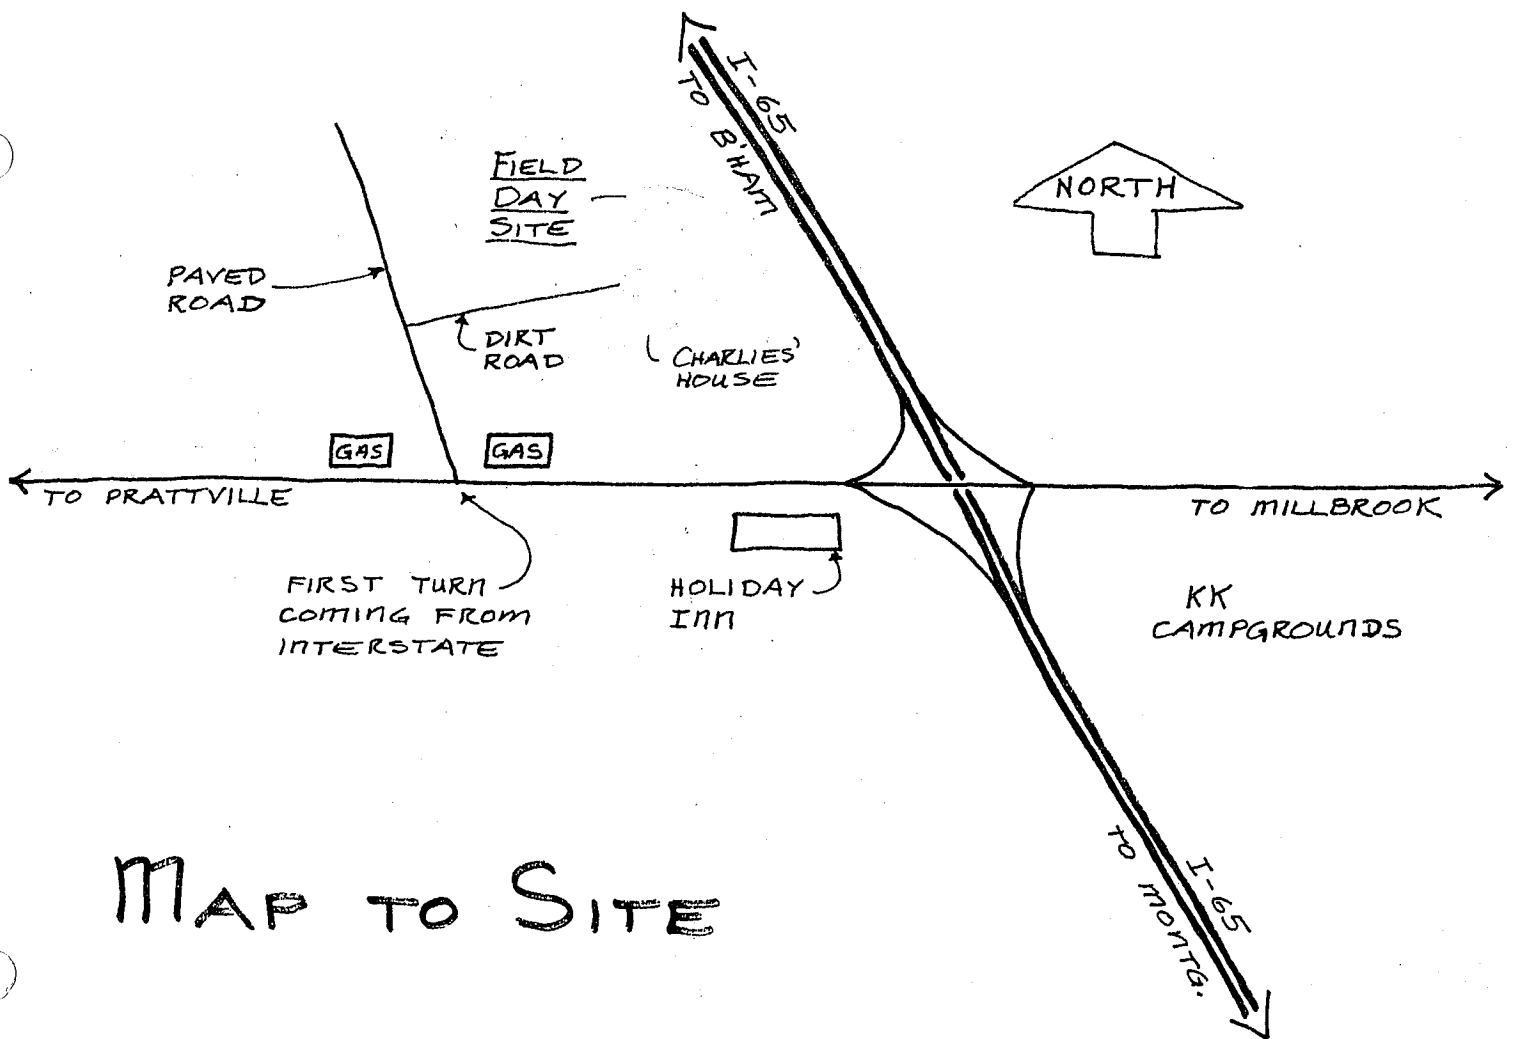 I-65
TO B'HAM
FIELD
DAY
SITE
NORTH
PAVED
ROAD
DIRT
ROAD
CHARLIES'
HOUSE
GAS
GAS
TO PRATTVILLE
TO MILLBROOK
FIRST TURN
COMING FROM
INTERSTATE
HOLIDAY
INN
KK
CAMPGROUNDS
MAP TO SITE
I-65
TO MONTG.